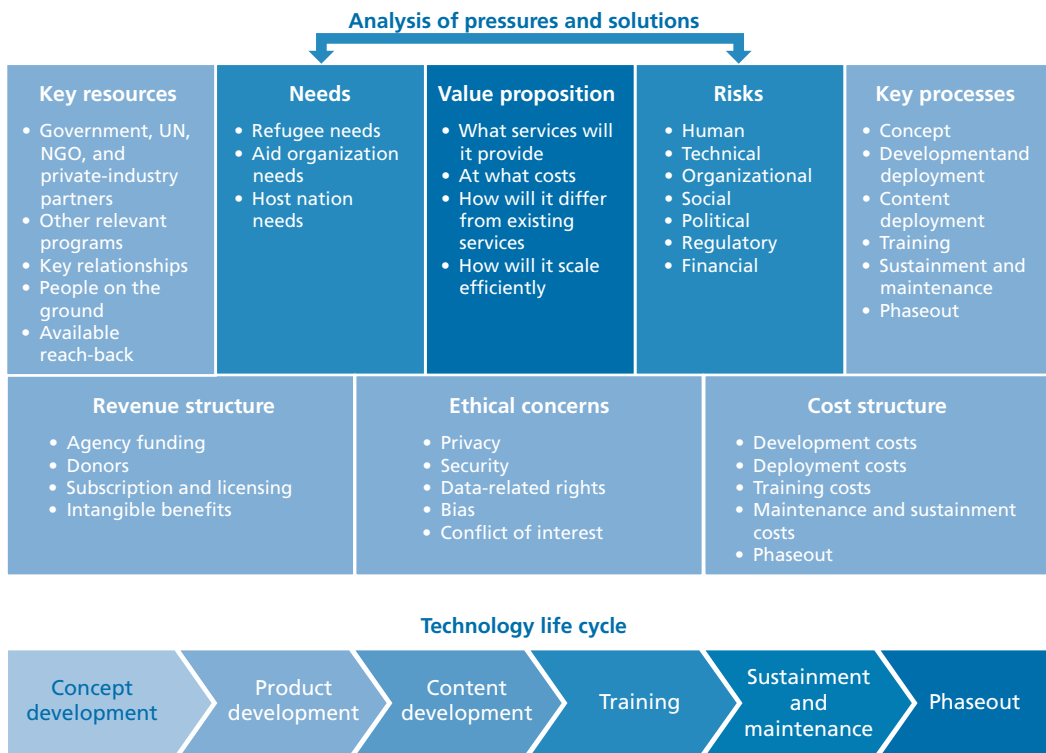 Analysis of pressures and solutions
Key resources
• Government, UN,
NGO, and
private-industry
partners
• Other relevant
programs
• Key relationships
• People on the
ground
• Available
reach-back
Needs
• Refugee needs
• Aid organization
needs
• Host nation
needs
Value proposition
• What services will
it provide
• At what costs
• How will it differ
from existing
services
• How will it scale
efficiently
Risks
• Human
• Technical
• Organizational
• Social
• Political
• Regulatory
• Financial
Key processes
• Concept
• Developmentand
deployment
• Content
deployment
• Training
• Sustainment and
maintenance
• Phaseout
Revenue structure
• Agency funding
• Donors
• Subscription and licensing
• Intangible benefits
Ethical concerns
• Privacy
• Security
• Data-related rights
• Bias
• Conflict of interest
Cost structure
• Development costs
• Deployment costs
• Training costs
• Maintenance and sustainment
costs
• Phaseout
Technology life cycle
Concept
development
Product
development
Content
development
Training
Sustainment
and
maintenance
Phaseout